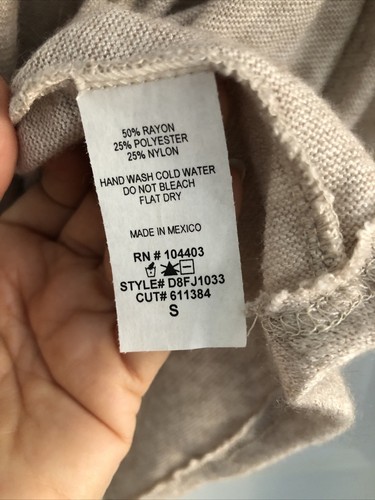 50% RAYON
25% POLYESTER
25% NYLON
HAND WASH COLD WATER
DO NOT BLEACH
FLAT DRY
MADE IN MEXICO
RN # 104403
STYLE# D8FJ1033
CUT# 611384
S